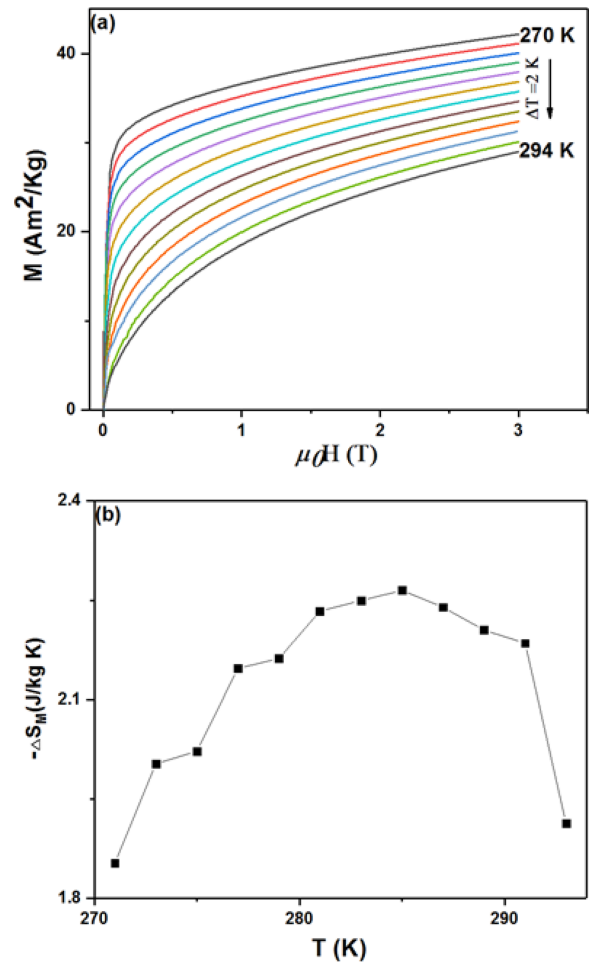 (a)
40
20
0
M (Am²/Kg)
270 K
ΔT =2 K
294 K
0 1 2 3
μ0H (T)
(b)
2.4
2.1
1.8
-△SM(J/kg K)
270 280 290
T (K)